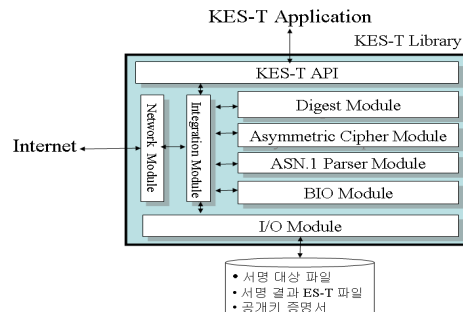 KES-T Application
KES-T Library
KES-T API
Network Module
Integration Module
Digest Module
Asymmetric Cipher Module
ASN.1 Parser Module
BIO Module
Internet
I/O Module
• 서명 대상 파일
• 서명 결과 ES-T 파일
• 공개키 증명서